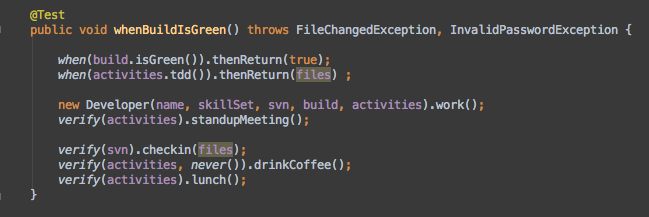 @Test
public void whenBuildIsGreen() throws FileChangedException, InvalidPasswordException {
when(build.isGreen()).thenReturn(true);
when(activities.tdd()).thenReturn(files) ;
new Developer(name, skillSet, svn, build, activities).work();
verify(activities).standupMeeting();
verify(svn).checkin(files);
verify(activities, never()).drinkCoffee();
verify(activities).lunch();
}